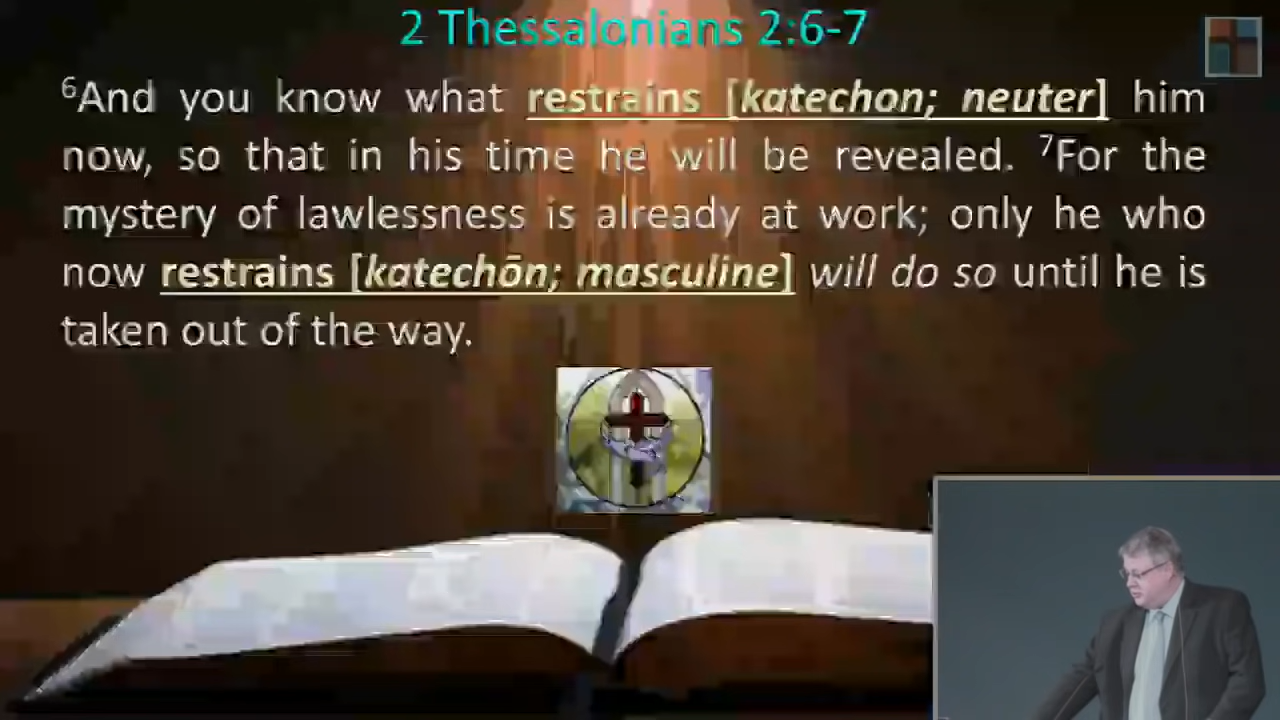 2 Thessalonians 2:6-7
⁶And you know what restrains [katechon; neuter] him
now, so that in his time he will be revealed. ⁷For the
mystery of lawlessness is already at work; only he who
now restrains [katechōn; masculine] will do so until he is
taken out of the way.